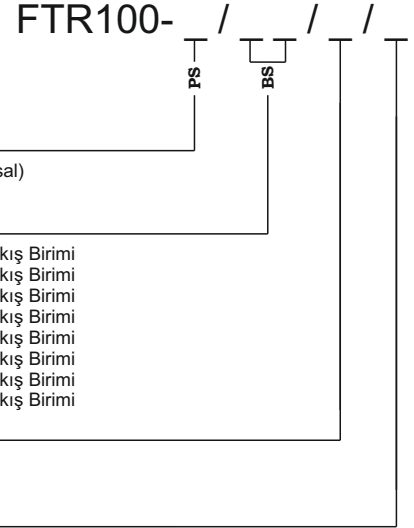 FTR100- _ / _ _ / _ / _
PS
BS
sal)
kış Birimi
kış Birimi
kış Birimi
kış Birimi
kış Birimi
kış Birimi
kış Birimi
kış Birimi